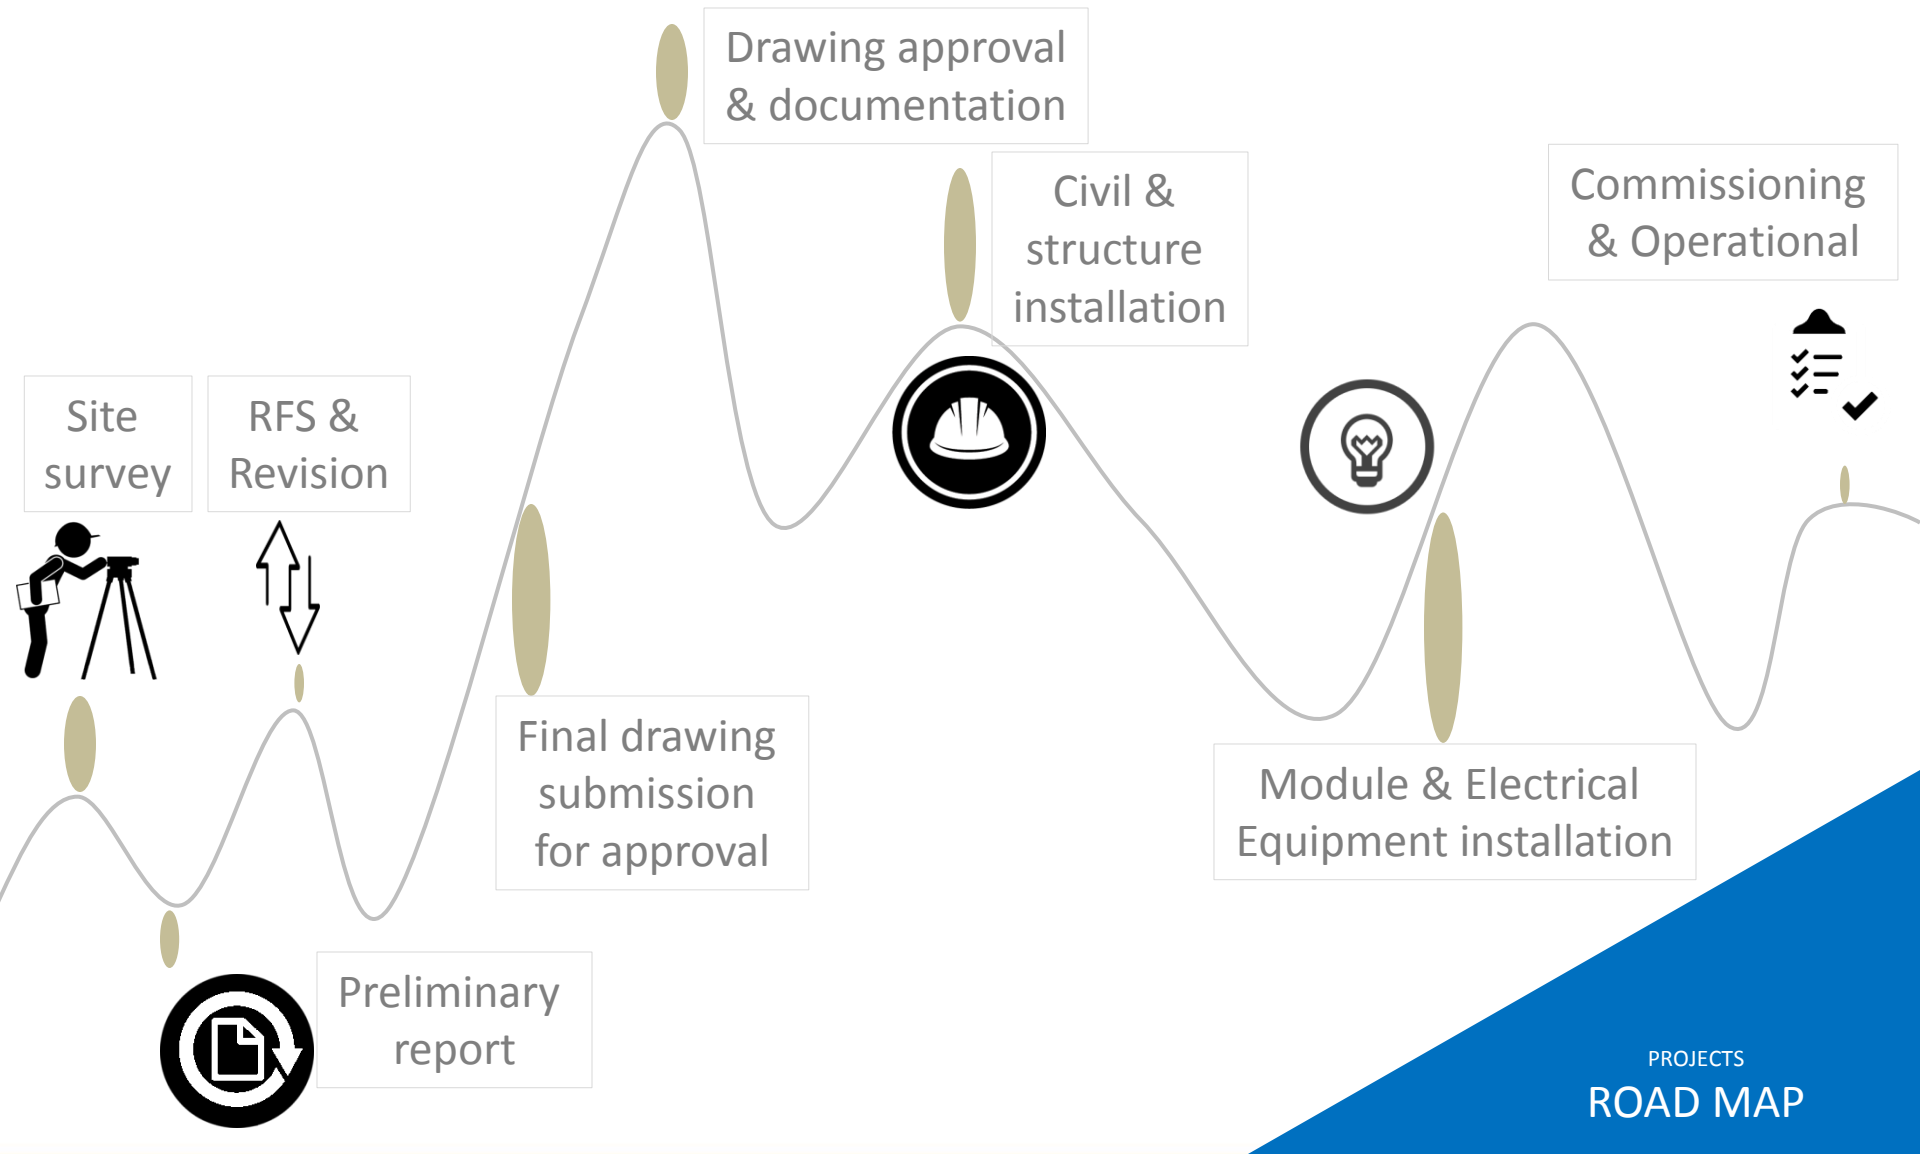 Drawing approval
& documentation
Civil &
structure
installation
Commissioning
& Operational
Site
survey
RFS &
Revision
Final drawing
submission
for approval
Module & Electrical
Equipment installation
Preliminary
report
PROJECTS
ROAD MAP